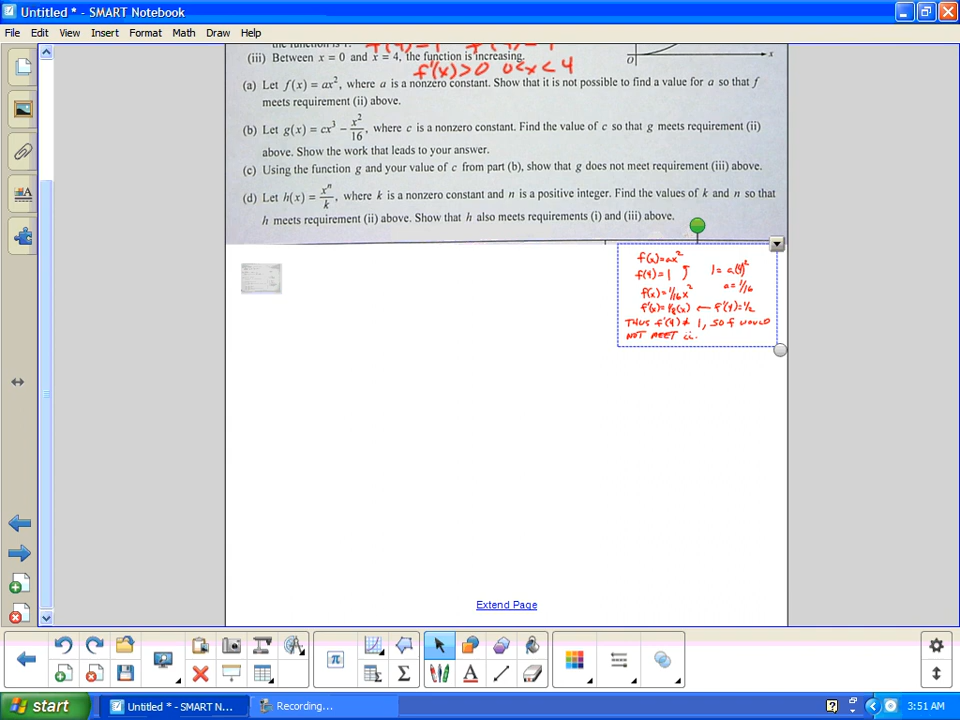 Untitled * - SMART Notebook
File Edit View Insert Format Math Draw Help
(iii) Between x = 0 and x = 4, the function is increasing.
f'(x) > 0 0 < x < 4
O x
(a) Let f(x) = ax², where a is a nonzero constant. Show that it is not possible to find a value for a so that f
meets requirement (ii) above.
(b) Let g(x) = cx³ − x²/16, where c is a nonzero constant. Find the value of c so that g meets requirement (ii)
above. Show the work that leads to your answer.
(c) Using the function g and your value of c from part (b), show that g does not meet requirement (iii) above.
(d) Let h(x) = xⁿ/k, where k is a nonzero constant and n is a positive integer. Find the values of k and n so that
h meets requirement (ii) above. Show that h also meets requirements (i) and (iii) above.
f(x)=ax²
f(4)=1 1=a(4)²
f(x)=1/16x² a=1/16
f'(x)=1/8(x) ← f'(4)=1/2
THUS f'(4)≠1, SO f WOULD
NOT MEET ii.
Extend Page
π Σ A
start Untitled * - SMART N... Recording... 3:51 AM